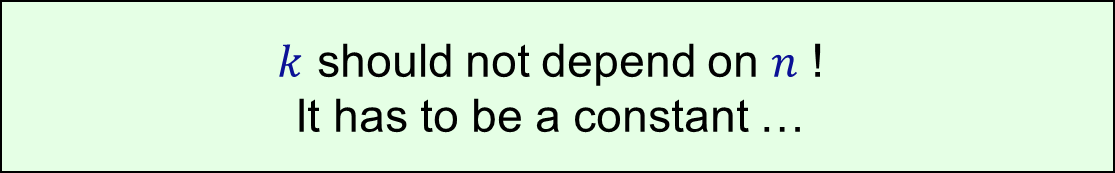 k should not depend on n !
It has to be a constant …